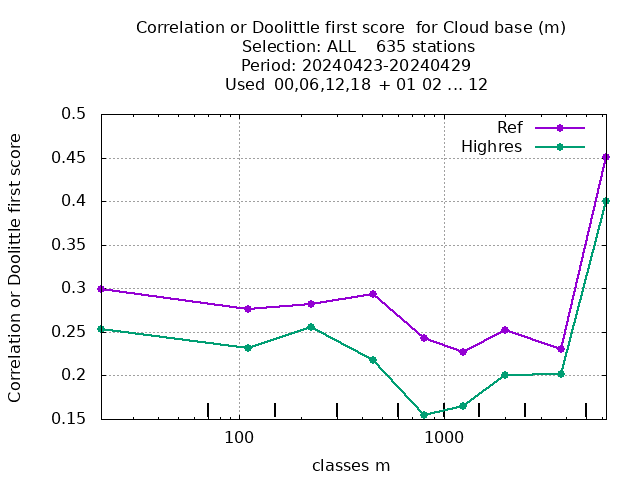 Correlation or Doolittle first score  for Cloud base (m)
Selection: ALL    635 stations
Period: 20240423-20240429
Used  00,06,12,18 + 01 02 ... 12
Ref
Highres
0.5
0.45
0.4
0.35
0.3
0.25
0.2
0.15
Correlation or Doolittle first score
100
1000
classes m